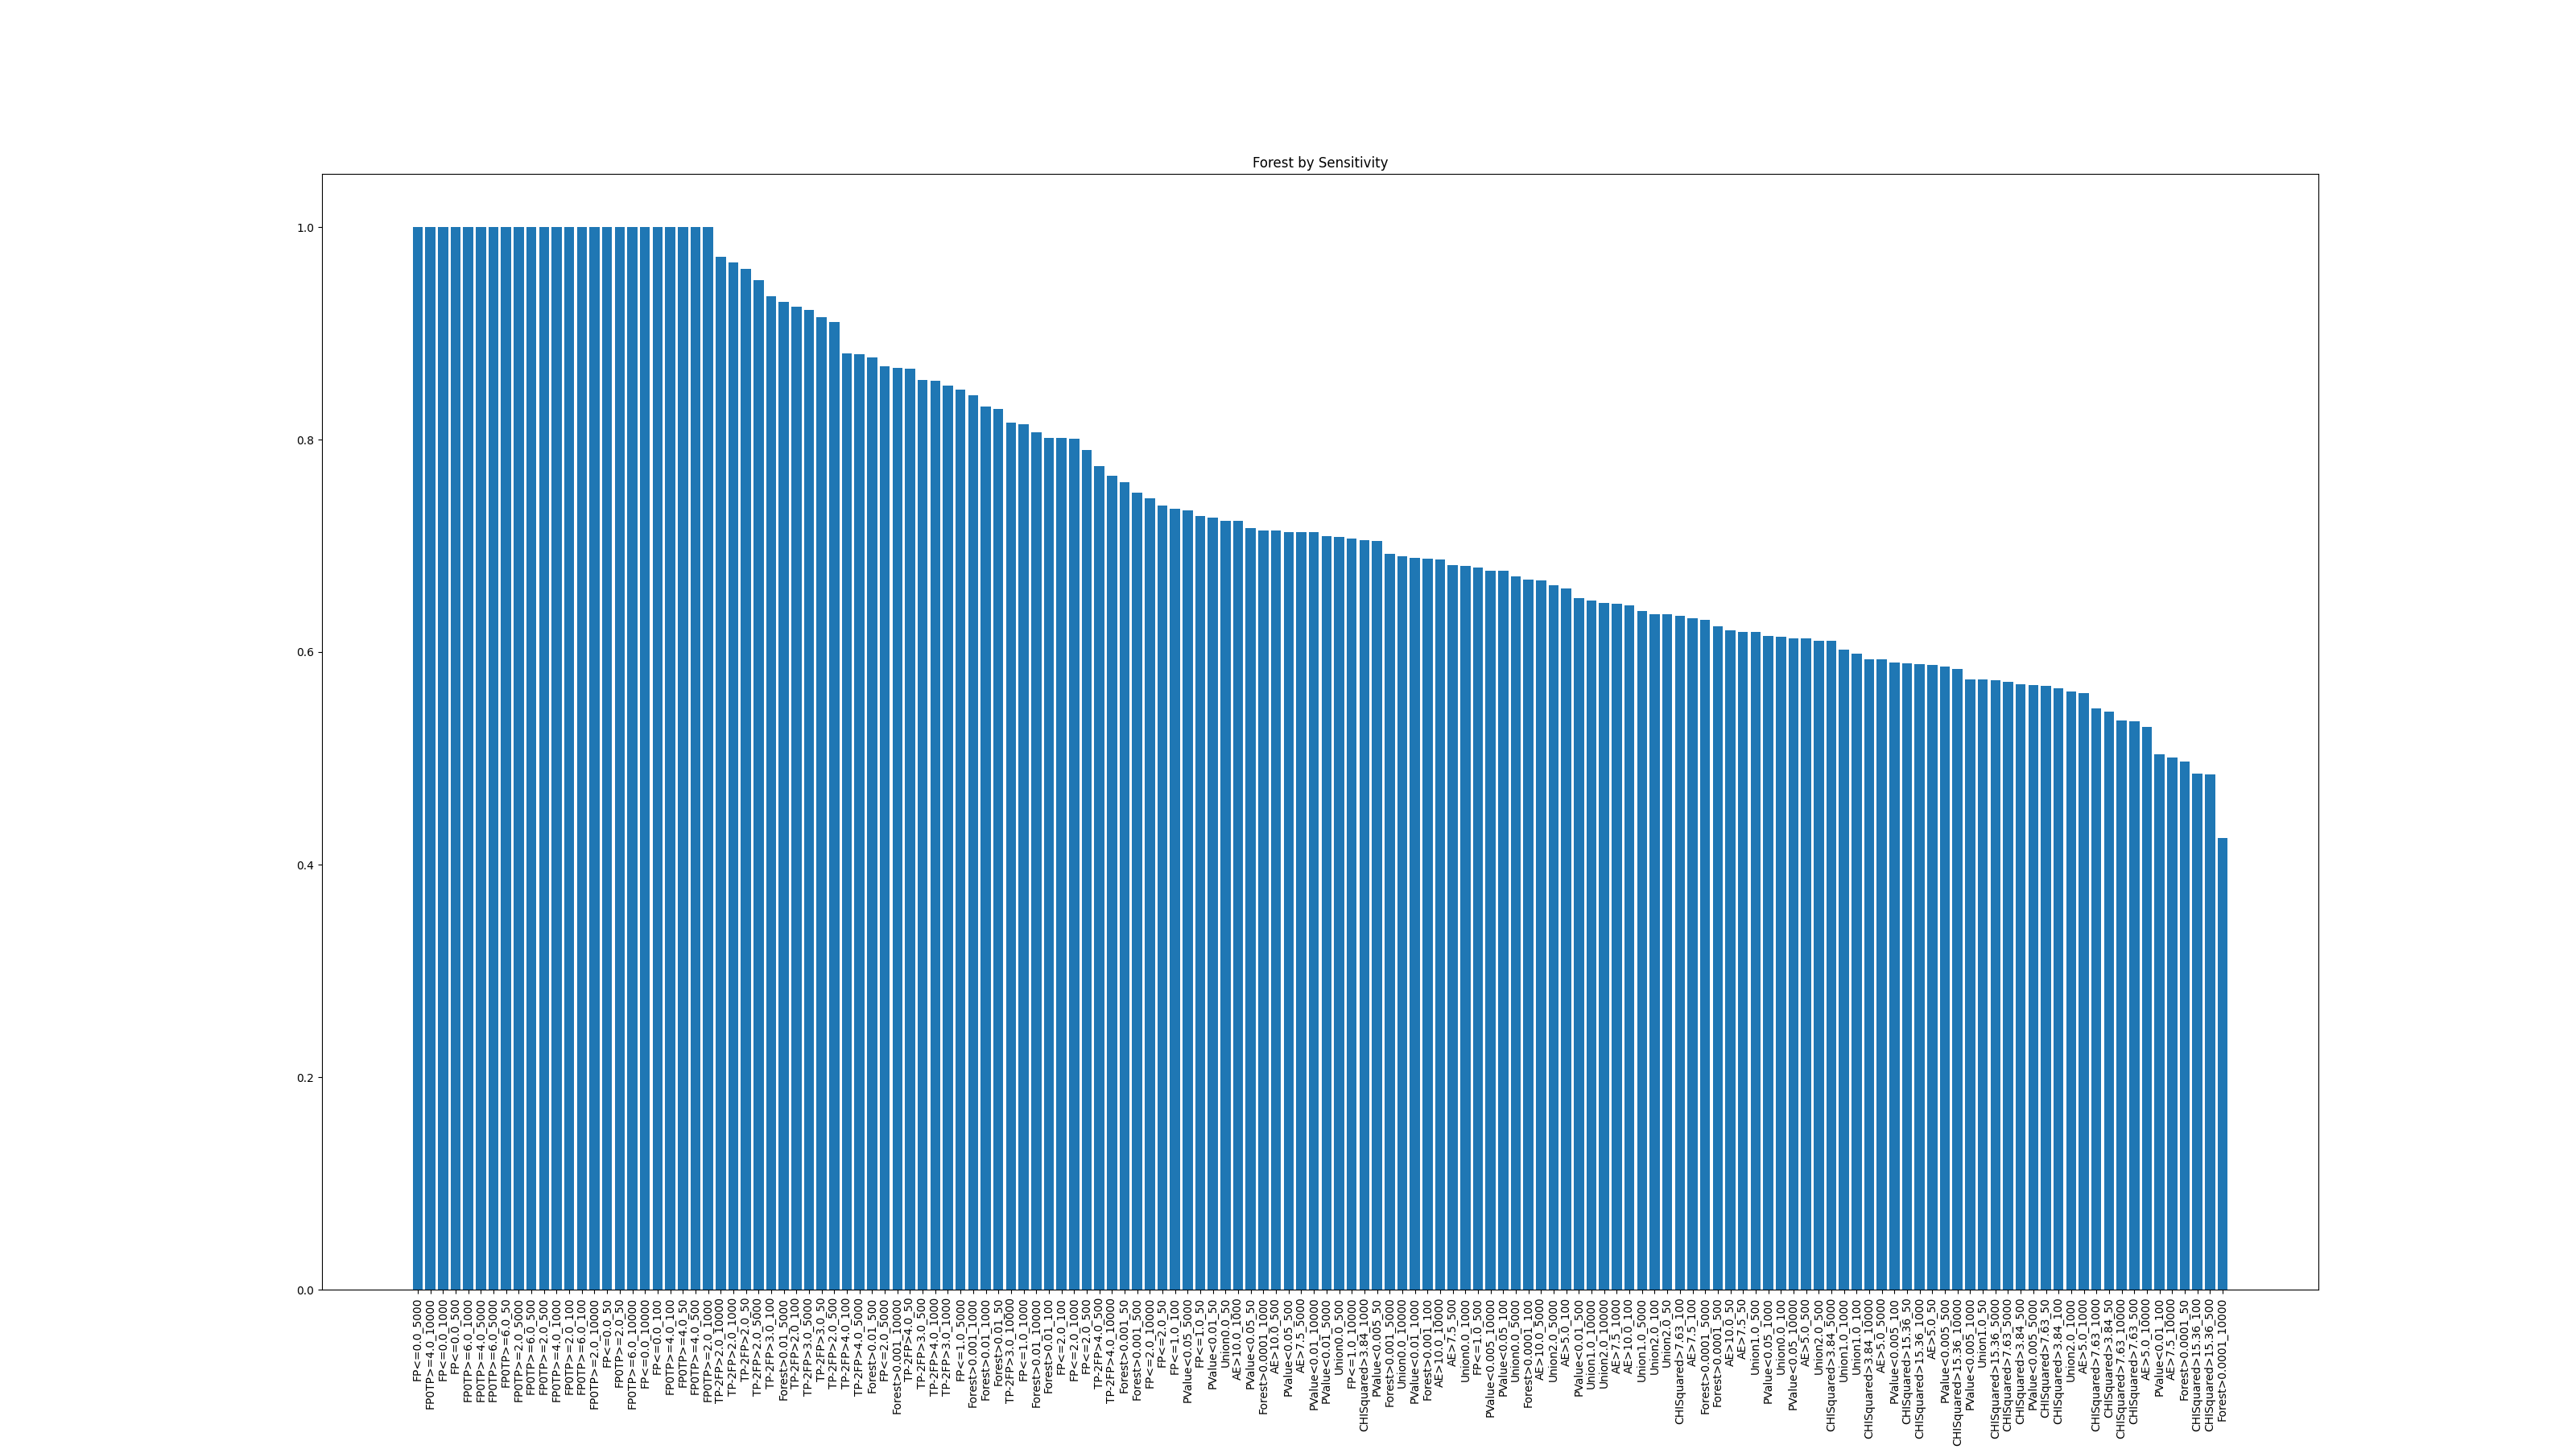 Forest by Sensitivity
1.0
0.8
0.6
0.4
0.2
0.0
FP<=0.0_5000
FP0TP>=4.0_10000
FP<=0.0_1000
FP<=0.0_500
FP0TP>=6.0_1000
FP0TP>=4.0_5000
FP0TP>=6.0_5000
FP0TP>=6.0_50
FP0TP>=2.0_5000
FP0TP>=6.0_500
FP0TP>=2.0_500
FP0TP>=4.0_1000
FP0TP>=2.0_100
FP0TP>=6.0_100
FP0TP>=2.0_10000
FP<=0.0_50
FP0TP>=2.0_50
FP0TP>=6.0_10000
FP<=0.0_10000
FP<=0.0_100
FP0TP>=4.0_100
FP0TP>=4.0_50
FP0TP>=4.0_500
FP0TP>=2.0_1000
TP-2FP>2.0_10000
TP-2FP>2.0_1000
TP-2FP>2.0_50
TP-2FP>2.0_5000
TP-2FP>3.0_100
Forest>0.01_5000
TP-2FP>2.0_100
TP-2FP>3.0_5000
TP-2FP>3.0_50
TP-2FP>2.0_500
TP-2FP>4.0_100
TP-2FP>4.0_5000
Forest>0.01_500
FP<=2.0_5000
Forest>0.001_10000
TP-2FP>4.0_50
TP-2FP>3.0_500
TP-2FP>4.0_1000
TP-2FP>3.0_1000
FP<=1.0_5000
Forest>0.001_1000
Forest>0.01_1000
Forest>0.01_50
TP-2FP>3.0_10000
FP<=1.0_1000
Forest>0.01_10000
Forest>0.01_100
FP<=2.0_100
FP<=2.0_1000
FP<=2.0_500
TP-2FP>4.0_500
TP-2FP>4.0_10000
Forest>0.001_50
Forest>0.001_500
FP<=2.0_10000
FP<=2.0_50
FP<=1.0_100
PValue<0.05_5000
FP<=1.0_50
PValue<0.01_50
Union0.0_50
AE>10.0_1000
PValue<0.05_50
Forest>0.0001_1000
AE>10.0_500
PValue<0.05_500
AE>7.5_5000
PValue<0.01_10000
PValue<0.01_5000
Union0.0_500
FP<=1.0_10000
CHISquared>3.84_1000
PValue<0.005_50
Forest>0.001_5000
Union0.0_10000
PValue<0.01_1000
Forest>0.001_100
AE>10.0_10000
AE>7.5_500
Union0.0_1000
FP<=1.0_500
PValue<0.005_10000
PValue<0.05_100
Union0.0_5000
Forest>0.0001_100
AE>10.0_5000
Union2.0_5000
AE>5.0_100
PValue<0.01_500
Union1.0_10000
Union2.0_10000
AE>7.5_1000
AE>10.0_100
Union1.0_5000
Union2.0_100
Union2.0_50
CHISquared>7.63_100
AE>7.5_100
Forest>0.0001_5000
Forest>0.0001_500
AE>10.0_50
AE>7.5_50
Union1.0_500
PValue<0.05_1000
Union0.0_100
PValue<0.05_10000
AE>5.0_500
Union2.0_500
CHISquared>3.84_5000
Union1.0_1000
Union1.0_100
CHISquared>3.84_10000
AE>5.0_5000
PValue<0.005_100
CHISquared>15.36_50
CHISquared>15.36_1000
AE>5.0_50
PValue<0.005_500
CHISquared>15.36_10000
PValue<0.005_1000
Union1.0_50
CHISquared>15.36_5000
CHISquared>7.63_5000
CHISquared>3.84_500
PValue<0.005_5000
CHISquared>7.63_50
CHISquared>3.84_100
Union2.0_1000
AE>5.0_1000
CHISquared>7.63_1000
CHISquared>3.84_50
CHISquared>7.63_10000
CHISquared>7.63_500
AE>5.0_10000
PValue<0.01_100
AE>7.5_10000
Forest>0.0001_50
CHISquared>15.36_100
CHISquared>15.36_500
Forest>0.0001_10000